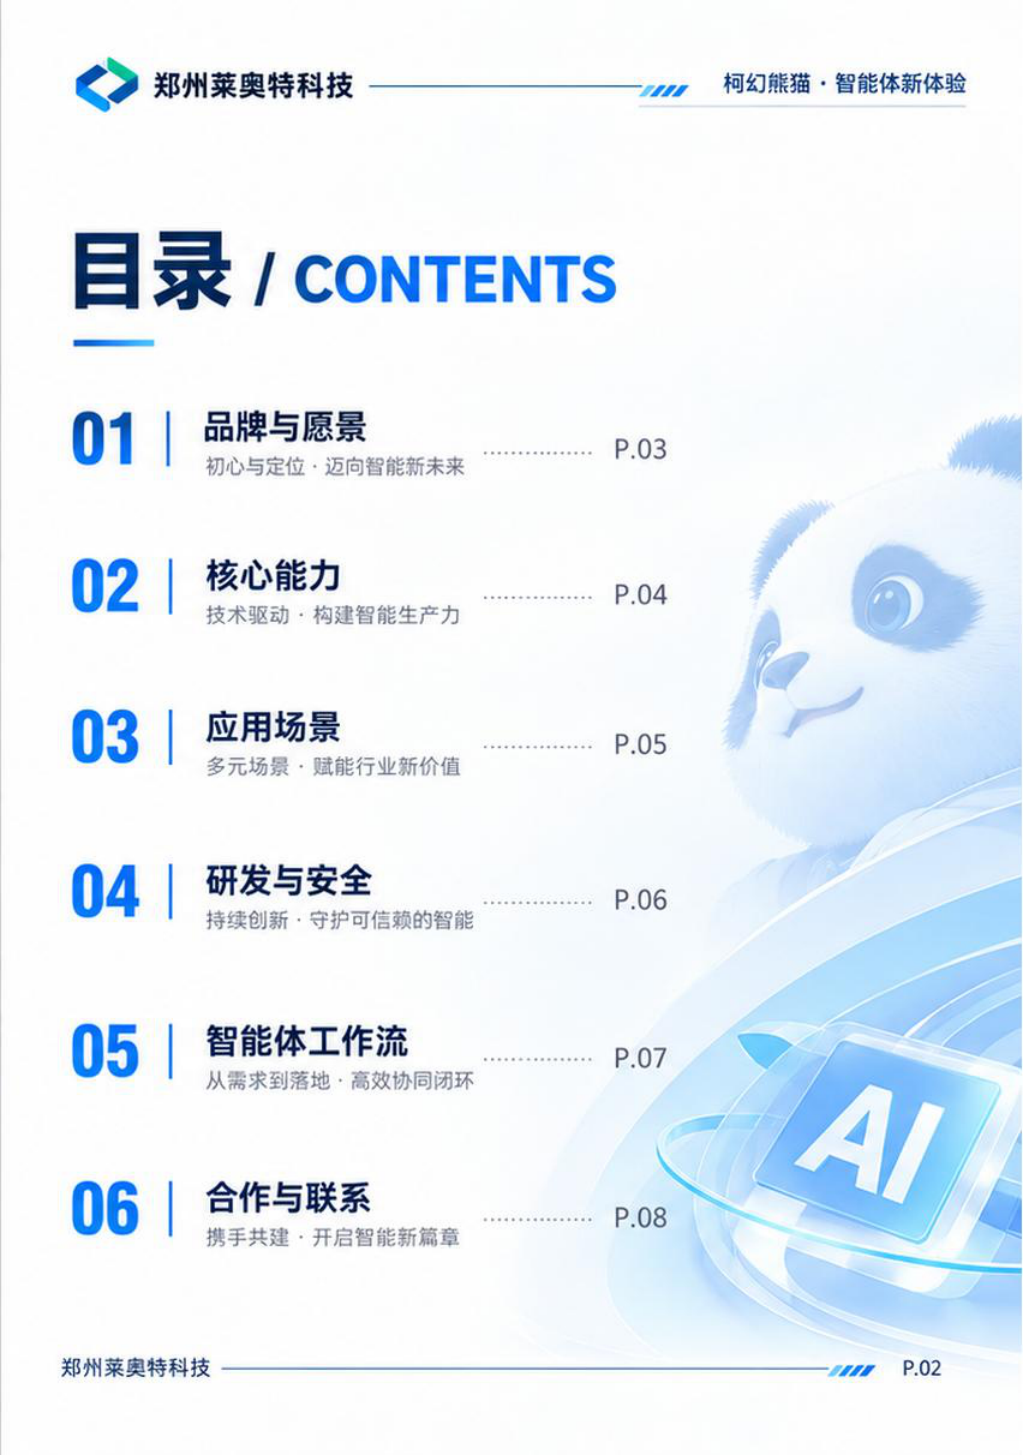 郑州莱奥特科技
柯幻熊猫·智能体新体验
目录 / CONTENTS
01
品牌与愿景
初心与定位·迈向智能新未来
P.03
02
核心能力
技术驱动·构建智能生产力
P.04
03
应用场景
多元场景·赋能行业新价值
P.05
04
研发与安全
持续创新·守护可信赖的智能
P.06
05
智能体工作流
从需求到落地·高效协同闭环
P.07
06
合作与联系
携手共建·开启智能新篇章
P.08
AI
郑州莱奥特科技
P.02